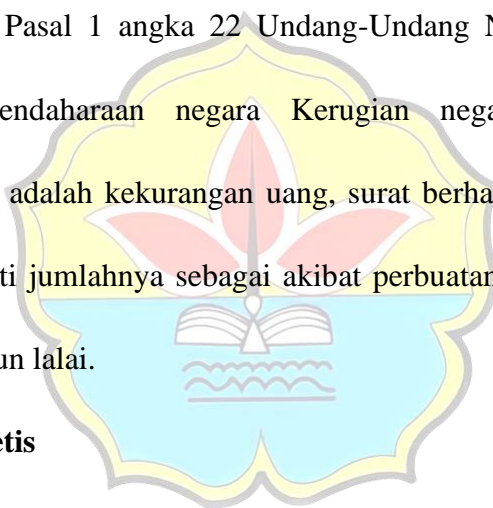 Pasal 1 angka 22 Undang-Undang
endaharaan negara Kerugian nega
adalah kekurangan uang, surat berha
ti jumlahnya sebagai akibat perbuatan
un lalai.
etis